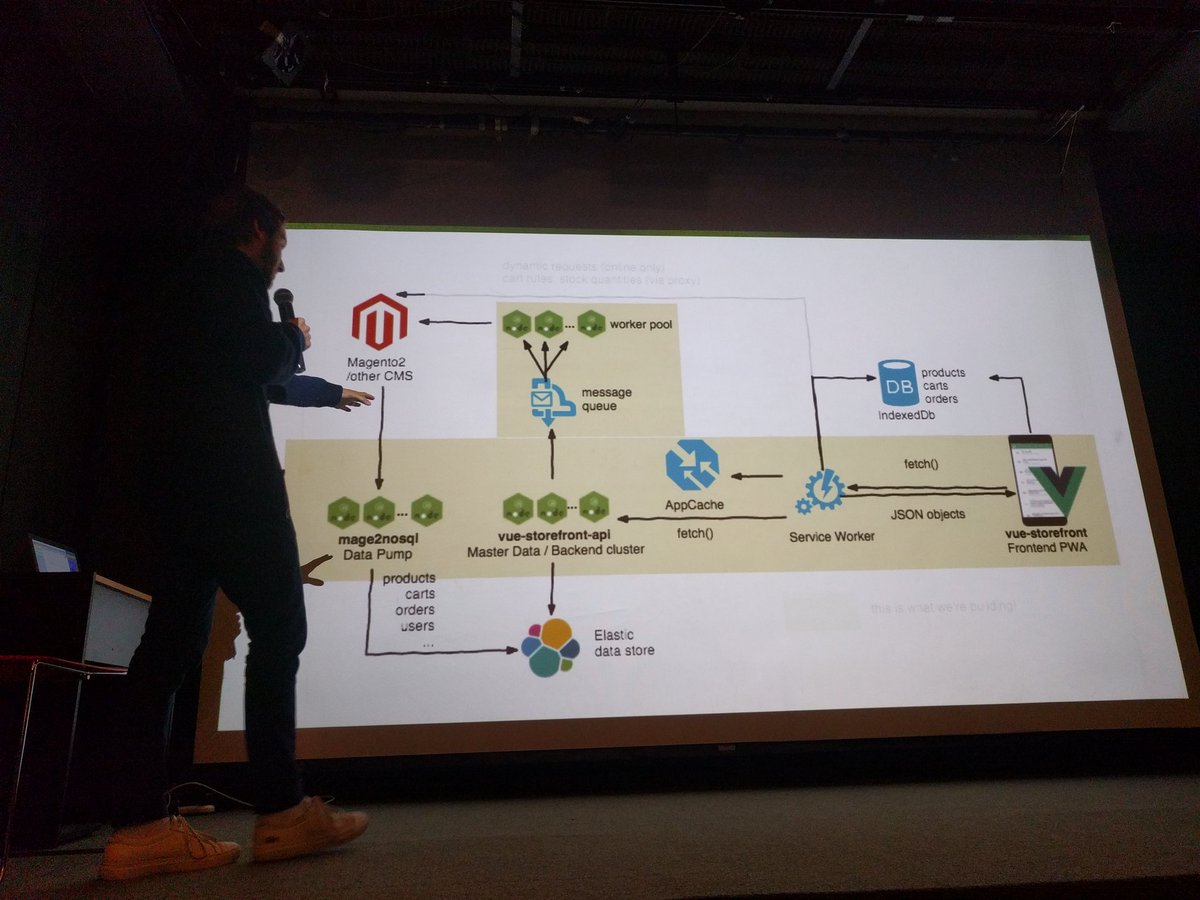 dynamic requests (online only)
cart rules, stock quantities (via proxy)
worker pool
Magento2
/other CMS
message
queue
DB
products
carts
orders
IndexedDb
fetch()
AppCache
JSON objects
fetch()
Service Worker
mage2nosql
Data Pump
vue-storefront-api
Master Data / Backend cluster
vue-storefront
Frontend PWA
products
carts
orders
users
...
Elastic
data store
this is what we're building!